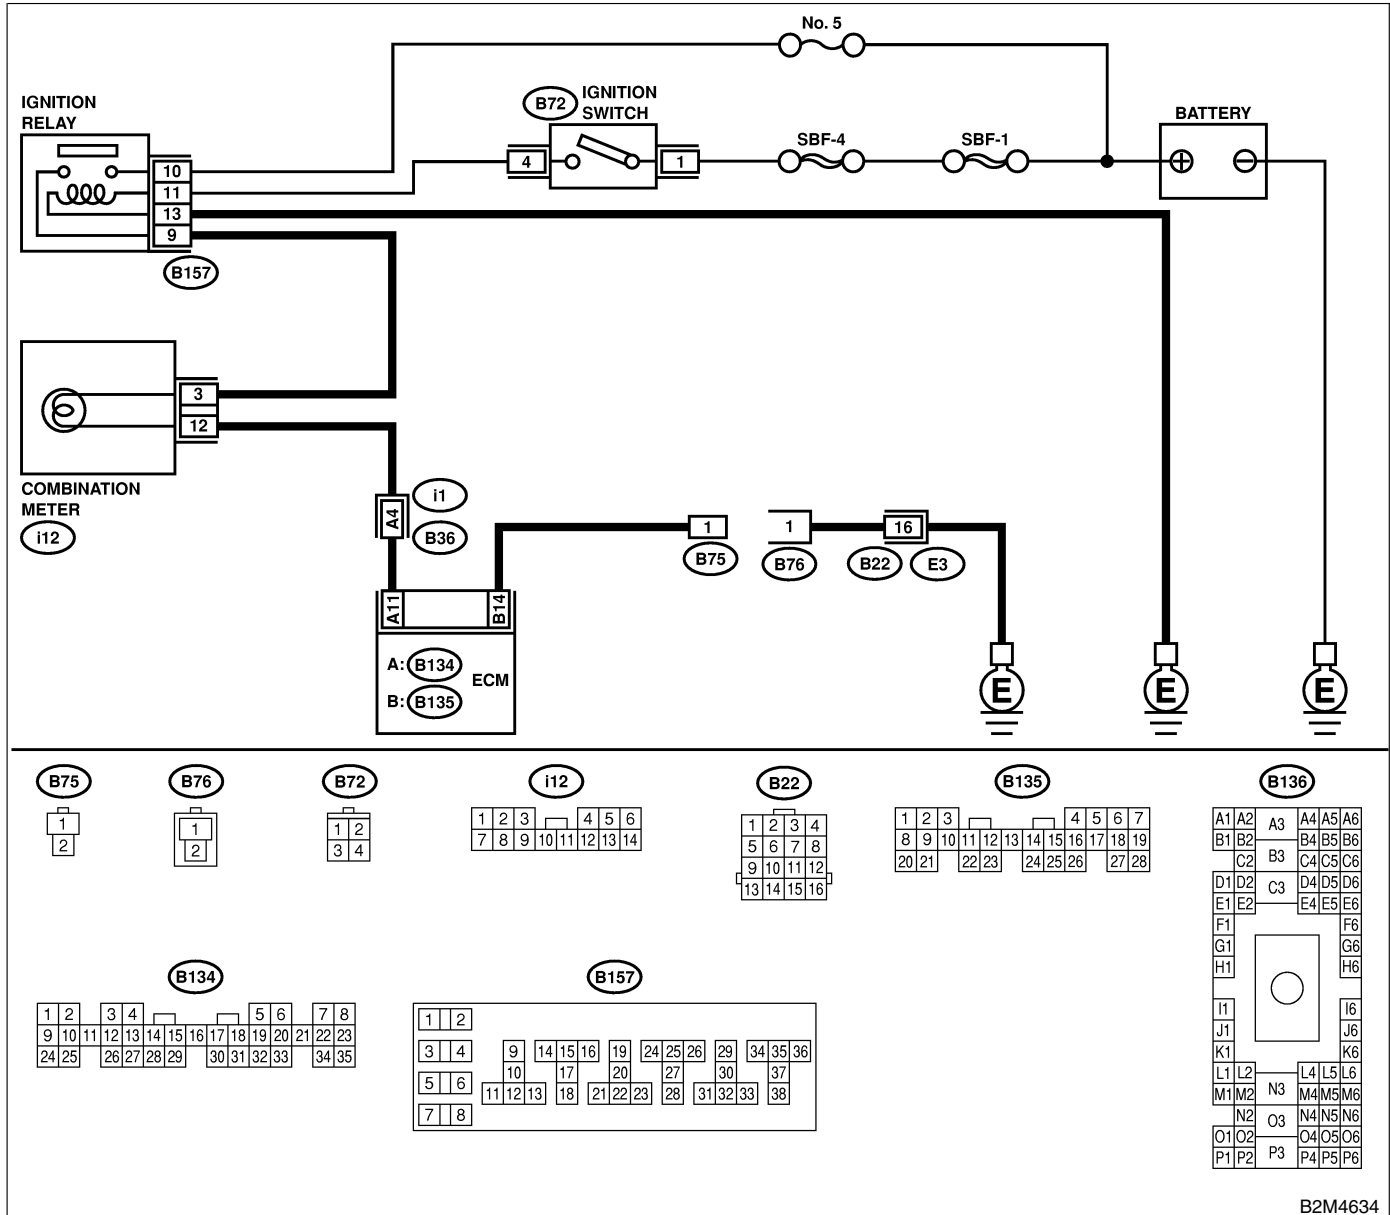 No. 5
IGNITION
RELAY
B72
IGNITION
SWITCH
BATTERY
SBF-4
SBF-1
4
1
10
11
13
9
B157
3
12
COMBINATION
METER
i12
A4
i1
B36
1
B75
1
B76
16
B22
E3
A11
B14
A: B134
B: B135
ECM
E
E
E
B75
1
2
B76
1
2
B72
1 2
3 4
i12
1 2 3 4 5 6
7 8 9 10 11 12 13 14
B22
1 2 3 4
5 6 7 8
9 10 11 12
13 14 15 16
B135
1 2 3 4 5 6 7
8 9 10 11 12 13 14 15 16 17 18 19
20 21 22 23 24 25 26 27 28
B136
A1 A2 A3 A4 A5 A6
B1 B2 B3 B4 B5 B6
C2 C3 C4 C5 C6
D1 D2 D4 D5 D6
E1 E2 E4 E5 E6
F1 F6
G1 G6
H1 H6
I1 I6
J1 J6
K1 K6
L1 L2 L4 L5 L6
M1 M2 N3 M4 M5 M6
N2 O3 N4 N5 N6
O1 O2 O4 O5 O6
P1 P2 P3 P4 P5 P6
B134
1 2 3 4 5 6 7 8
9 10 11 12 13 14 15 16 17 18 19 20 21 22 23
24 25 26 27 28 29 30 31 32 33 34 35
B157
1 2
3 4 9 14 15 16 19 24 25 26 29 34 35 36
10 17 20 27 30 37
5 6 11 12 13 18 21 22 23 28 31 32 33 38
7 8
B2M4634